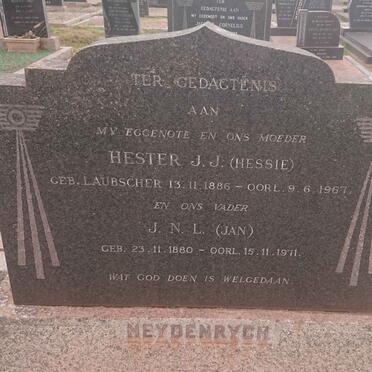 TER GEDAGTENIS
AAN
MY EGGENOTE EN ONS MOEDER
HESTER J.J. (HESSIE)
GEB. LAUBSCHER 13.11.1886 – OORL. 9.6.1967.
EN ONS VADER
J.N.L. (JAN)
GEB. 23.11.1880 – OORL. 15.11.1971.
WAT GOD DOEN IS WELGEDAAN.
HEYDENRYCH